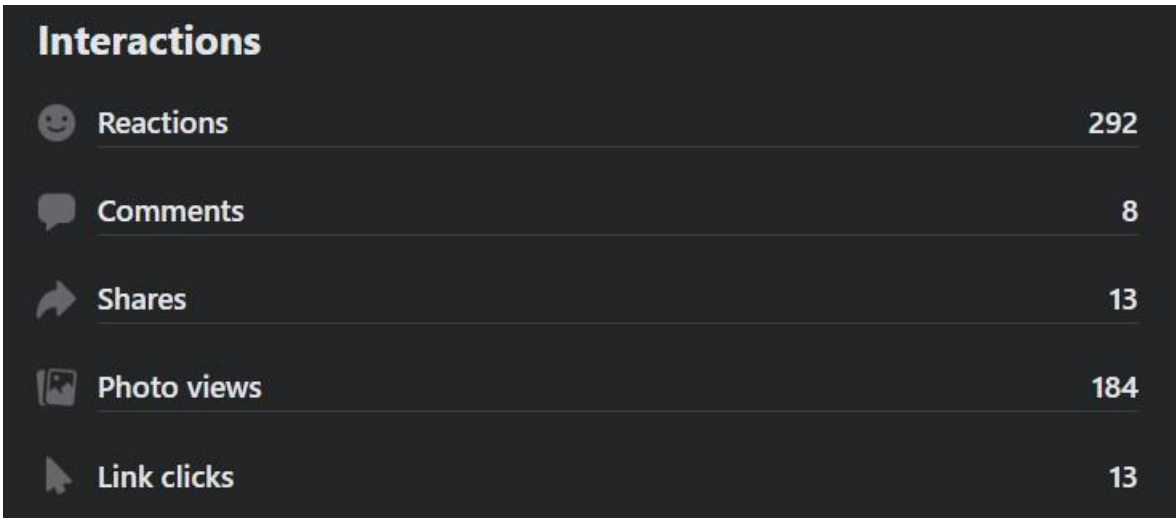 Interactions
Reactions 292
Comments 8
Shares 13
Photo views 184
Link clicks 13